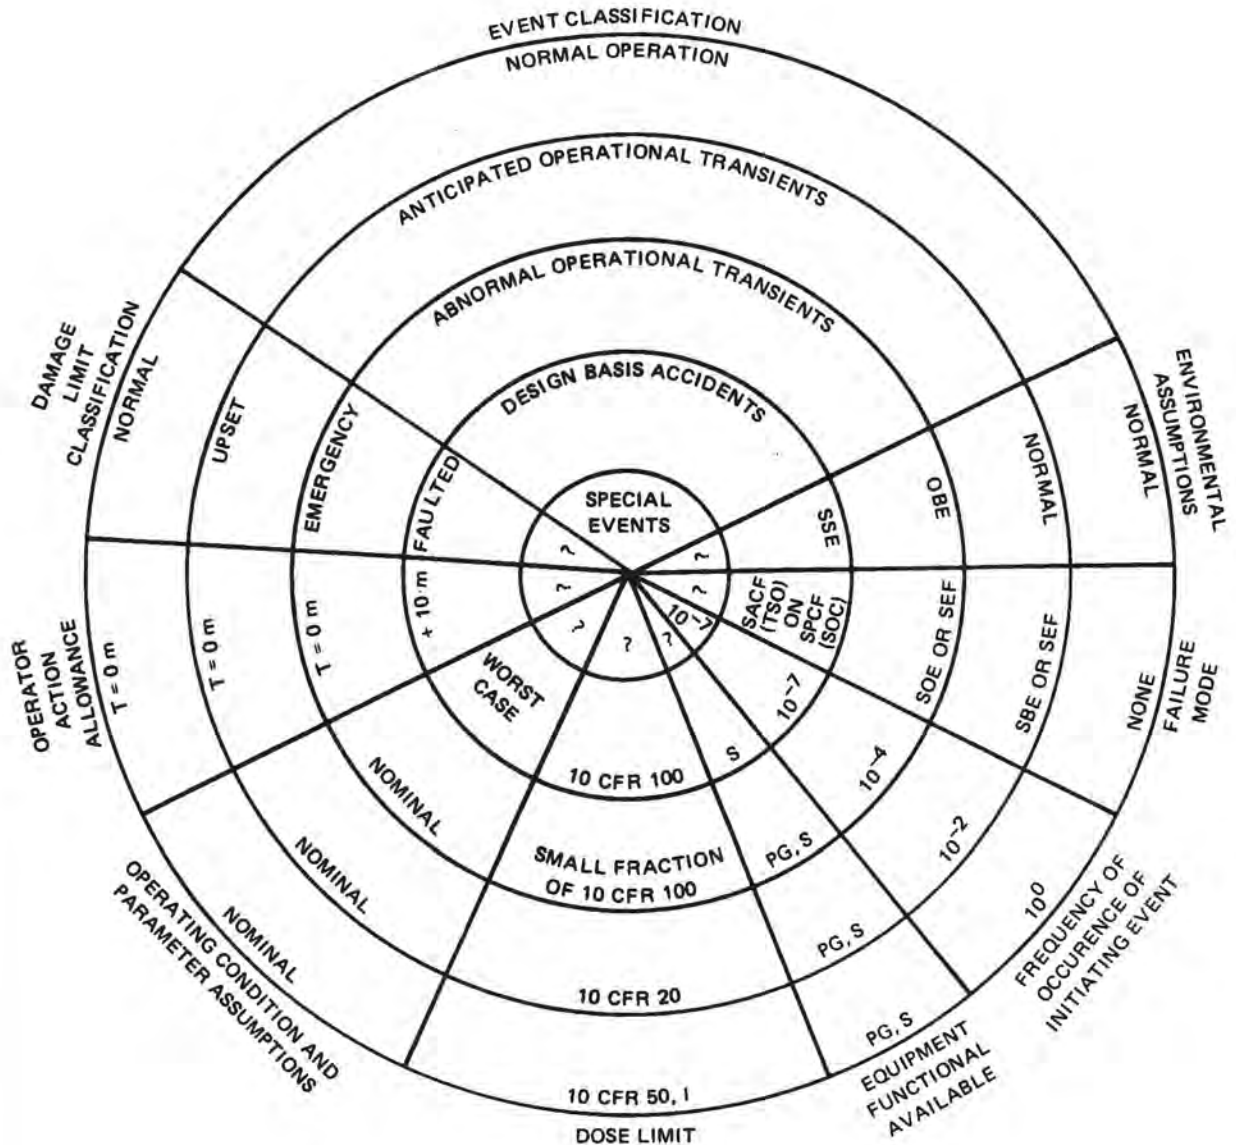 EVENT CLASSIFICATION
NORMAL OPERATION
ANTICIPATED OPERATIONAL TRANSIENTS
ABNORMAL OPERATIONAL TRANSIENTS
DESIGN BASIS ACCIDENTS
SPECIAL
EVENTS
ENVIRONMENTAL
ASSUMPTIONS
NORMAL
NORMAL
OBE
SSE
?
FAILURE
MODE
NONE
SBE OR SEF
SOE OR SEF
SACF
(TSO)
ON
SPCF
(SOC)
?
FREQUENCY OF
OCCURENCE OF
INITIATING EVENT
10⁰
10⁻²
10⁻⁴
10⁻⁷
10⁻⁷
EQUIPMENT
FUNCTIONAL
AVAILABLE
PG, S
PG, S
PG, S
S
?
DOSE LIMIT
10 CFR 50, I
10 CFR 20
SMALL FRACTION
OF 10 CFR 100
10 CFR 100
?
OPERATING CONDITION AND
PARAMETER ASSUMPTIONS
NOMINAL
NOMINAL
NOMINAL
WORST
CASE
?
OPERATOR
ACTION
ALLOWANCE
T = 0 m
T = 0 m
T = 0 m
+ 10 m
?
DAMAGE
LIMIT
CLASSIFICATION
NORMAL
UPSET
EMERGENCY
FAULTED
?